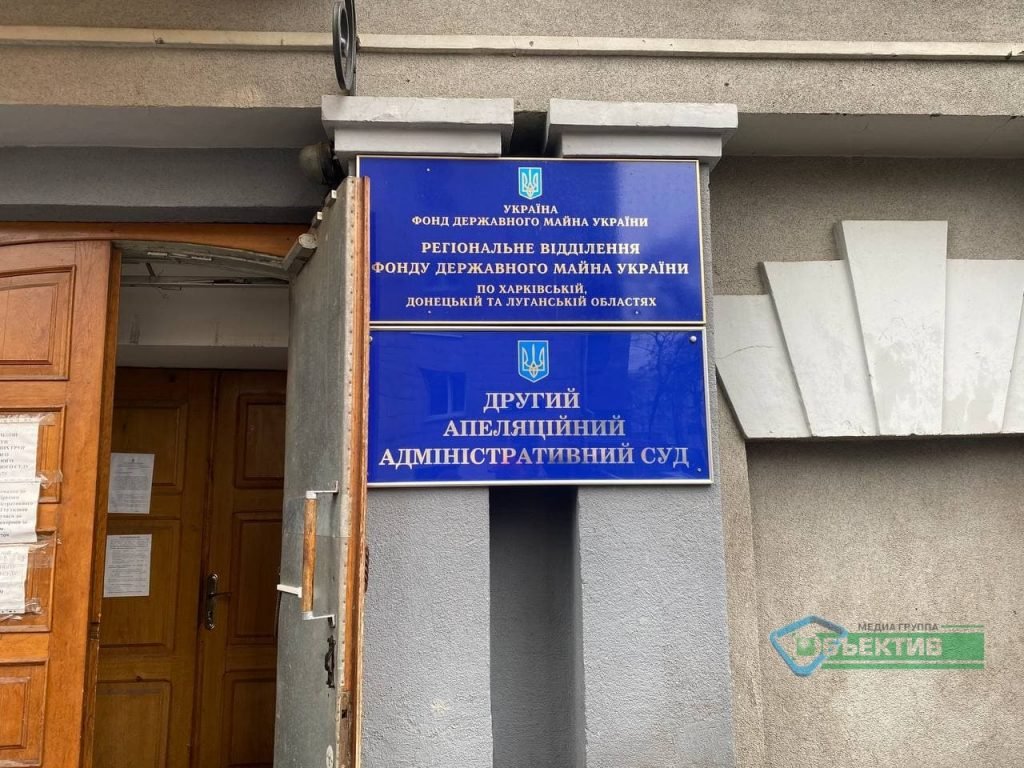 УКРАЇНА
ФОНД ДЕРЖАВНОГО МАЙНА УКРАЇНИ
РЕГІОНАЛЬНЕ ВІДДІЛЕННЯ
ФОНДУ ДЕРЖАВНОГО МАЙНА УКРАЇНИ
ПО ХАРКІВСЬКІЙ,
ДОНЕЦЬКІЙ ТА ЛУГАНСЬКІЙ ОБЛАСТЯХ
ДРУГИЙ
АПЕЛЯЦІЙНИЙ
АДМІНІСТРАТИВНИЙ СУД
МЕДИА ГРУППА
ОБЪЕКТИВ